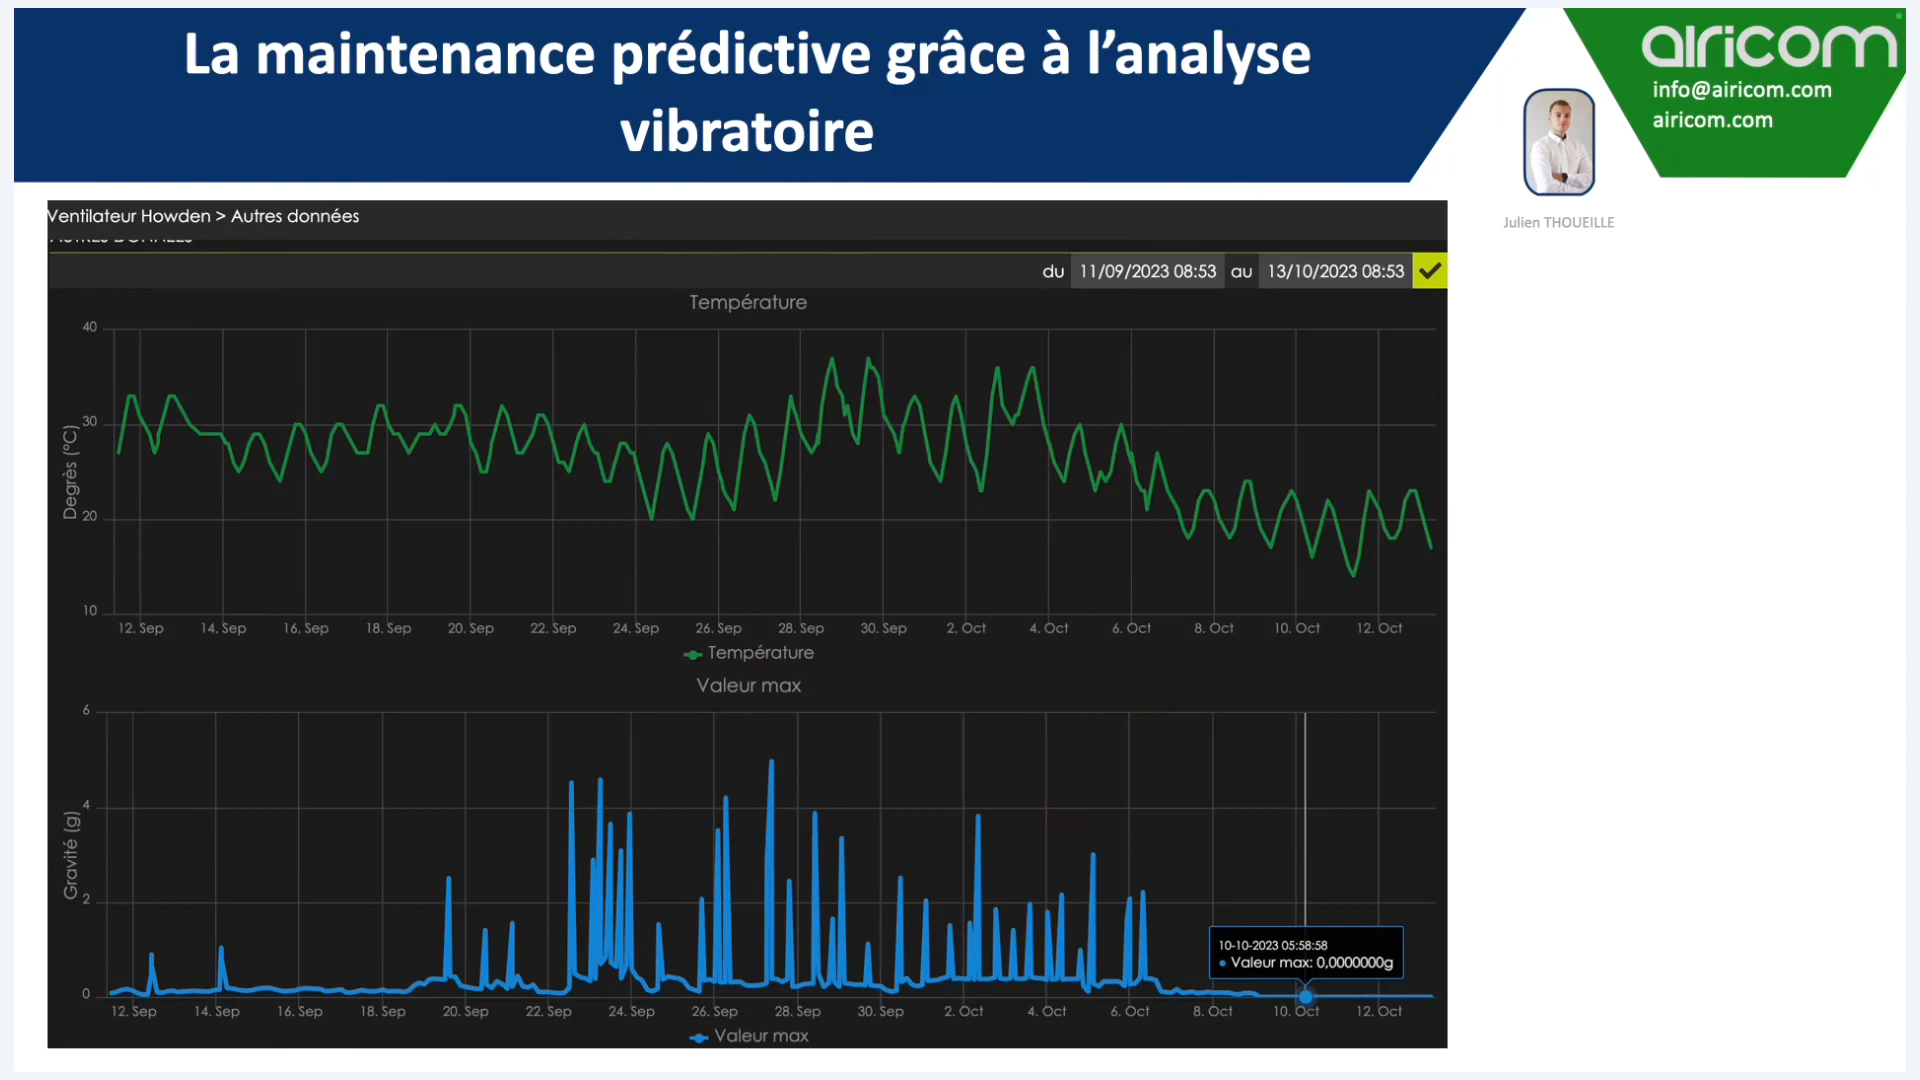 La maintenance prédictive grâce à l’analyse
vibratoire
airicom
info@airicom.com
airicom.com
Julien THOUEILLE
Ventilateur Howden > Autres données
AUTRES DONNÉES
du 11/09/2023 08:53 au 13/10/2023 08:53
Température
40
30
20
10
Degrès (°C)
12. Sep 14. Sep 16. Sep 18. Sep 20. Sep 22. Sep 24. Sep 26. Sep 28. Sep 30. Sep 2. Oct 4. Oct 6. Oct 8. Oct 10. Oct 12. Oct
Température
Valeur max
6
4
2
0
Gravité (g)
10-10-2023 05:58:58
Valeur max: 0,0000000g
12. Sep 14. Sep 16. Sep 18. Sep 20. Sep 22. Sep 24. Sep 26. Sep 28. Sep 30. Sep 2. Oct 4. Oct 6. Oct 8. Oct 10. Oct 12. Oct
Valeur max